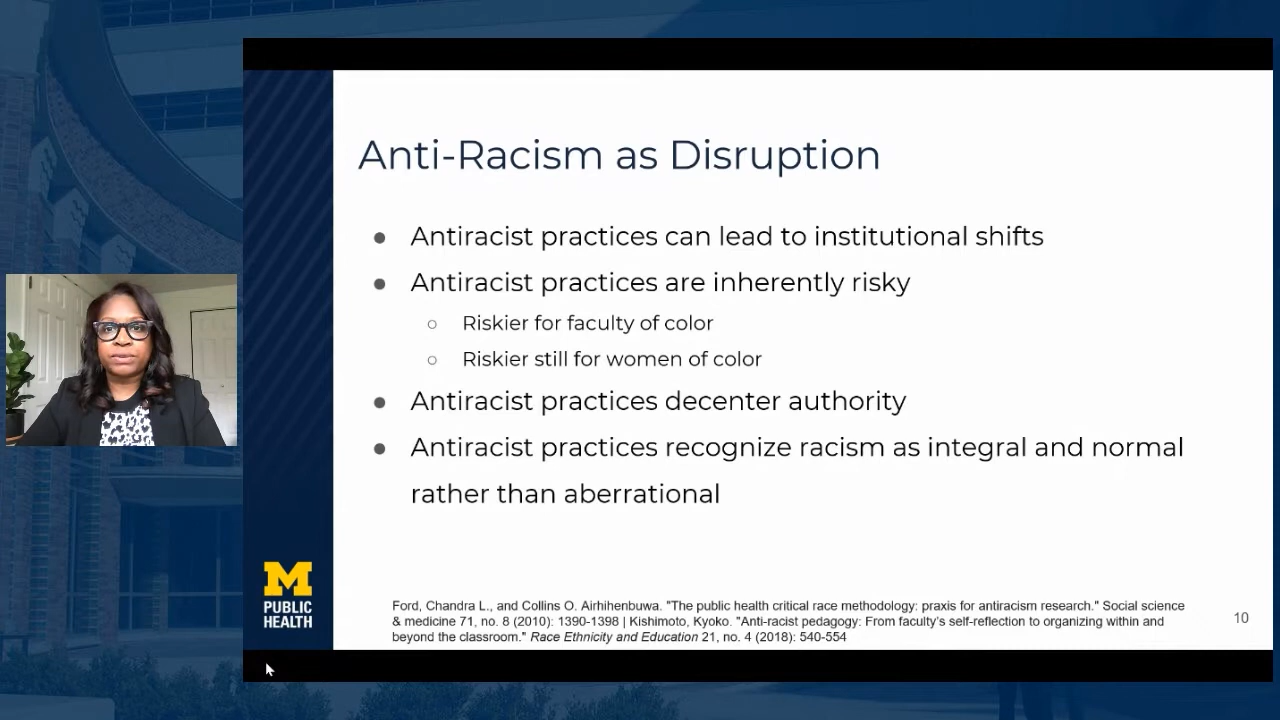 Anti-Racism as Disruption
● Antiracist practices can lead to institutional shifts
● Antiracist practices are inherently risky
○ Riskier for faculty of color
○ Riskier still for women of color
● Antiracist practices decenter authority
● Antiracist practices recognize racism as integral and normal
rather than aberrational
M
PUBLIC
HEALTH
Ford, Chandra L., and Collins O. Airhihenbuwa. "The public health critical race methodology: praxis for antiracism research." Social science
& medicine 71, no. 8 (2010): 1390-1398 | Kishimoto, Kyoko. "Anti-racist pedagogy: From faculty's self-reflection to organizing within and
beyond the classroom." Race Ethnicity and Education 21, no. 4 (2018): 540-554
10